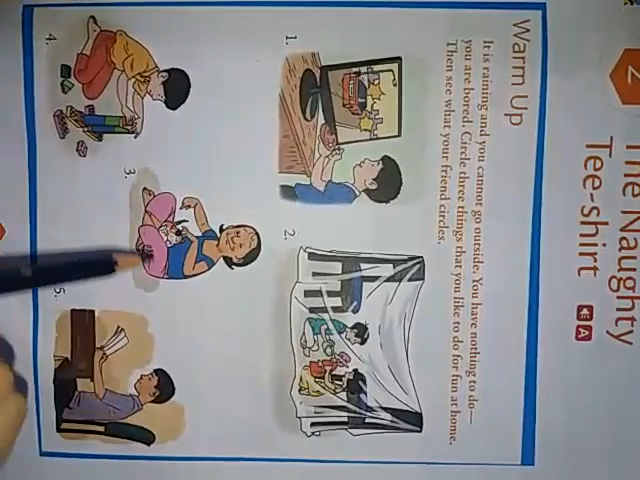 2
The Naughty
Tee-shirt
A
Warm Up
It is raining and you cannot go outside. You have nothing to do—
you are bored. Circle three things that you like to do for fun at home.
Then see what your friend circles.
1.
2.
3.
4.
5.